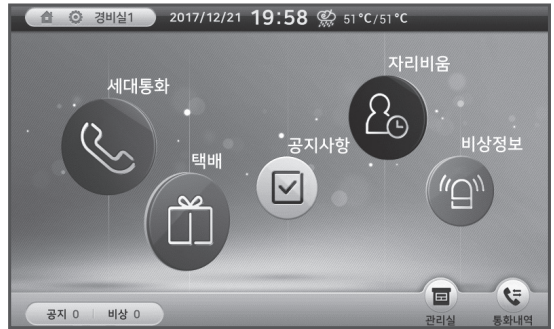 경비실1 2017/12/21 19:58 51°C/51°C
자리비움
세대통화
공지사항
비상정보
택배
공지 0 비상 0
관리실
통화내역